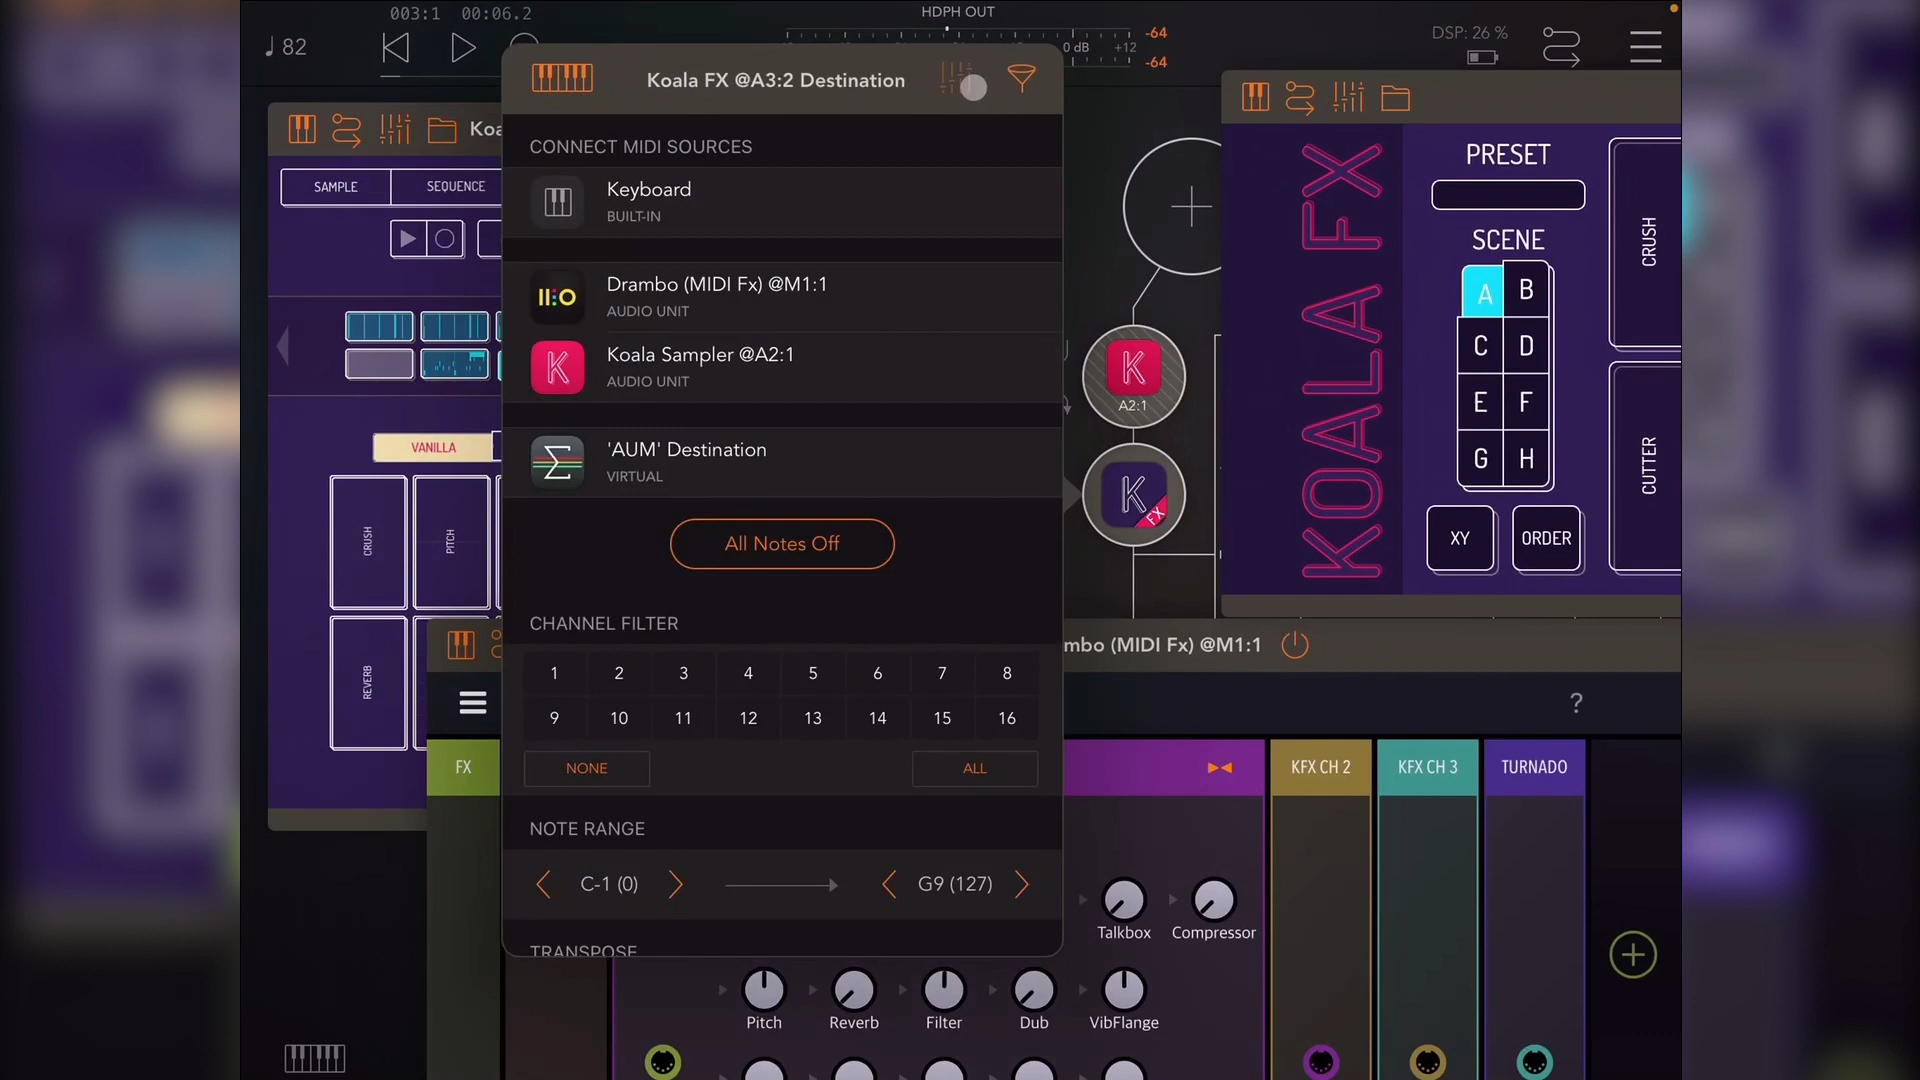 003:1 00:06.2
HDPH OUT
82
0 dB +12
-64
-64
DSP: 26 %
Koala FX @A3:2 Destination
CONNECT MIDI SOURCES
Keyboard
BUILT-IN
Drambo (MIDI Fx) @M1:1
AUDIO UNIT
Koala Sampler @A2:1
AUDIO UNIT
'AUM' Destination
VIRTUAL
All Notes Off
CHANNEL FILTER
1 2 3 4 5 6 7 8
9 10 11 12 13 14 15 16
NONE ALL
NOTE RANGE
C-1 (0) G9 (127)
TRANSPOSE
Koa
SAMPLE SEQUENCE
VANILLA
CRUSH PITCH
REVERB
K
A2:1
K
FX
KOALA FX
PRESET
SCENE
A B
C D
E F
G H
XY ORDER
CRUSH
CUTTER
mbo (MIDI Fx) @M1:1
?
FX
KFX CH 2 KFX CH 3 TURNADO
Talkbox Compressor
Pitch Reverb Filter Dub VibFlange